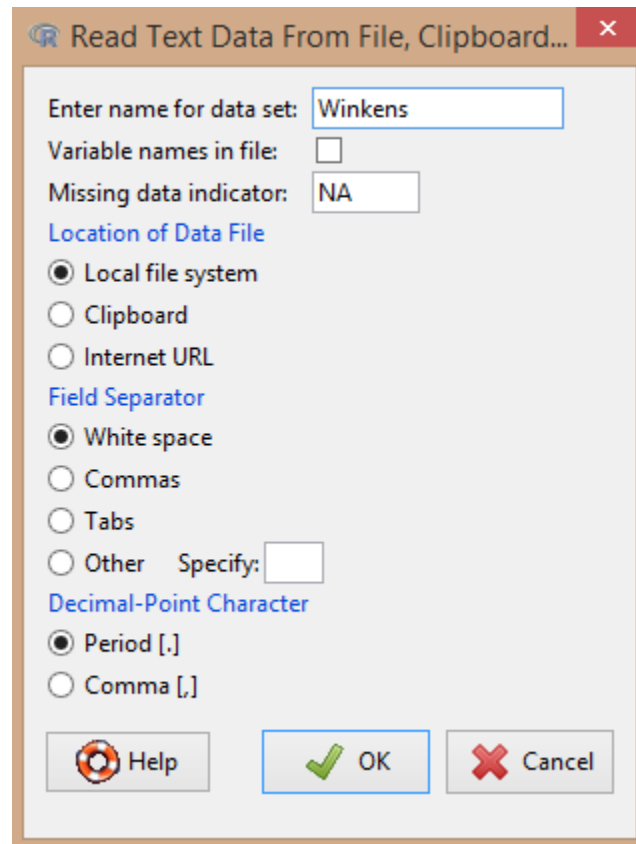 Read Text Data From File, Clipboard...
Enter name for data set: Winkens
Variable names in file:
Missing data indicator: NA
Location of Data File
Local file system
Clipboard
Internet URL
Field Separator
White space
Commas
Tabs
Other Specify:
Decimal-Point Character
Period [.]
Comma [,]
Help OK Cancel